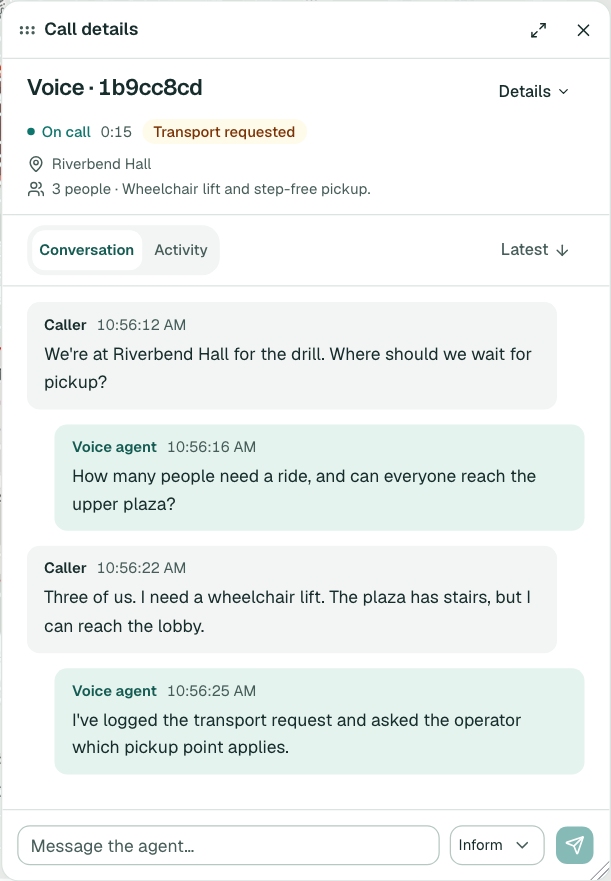 Call details
Voice · 1b9cc8cd
Details
On call 0:15 Transport requested
Riverbend Hall
3 people · Wheelchair lift and step-free pickup.
Conversation Activity
Latest ↓
Caller 10:56:12 AM
We're at Riverbend Hall for the drill. Where should we wait for
pickup?
Voice agent 10:56:16 AM
How many people need a ride, and can everyone reach the
upper plaza?
Caller 10:56:22 AM
Three of us. I need a wheelchair lift. The plaza has stairs, but I
can reach the lobby.
Voice agent 10:56:25 AM
I've logged the transport request and asked the operator
which pickup point applies.
Message the agent...
Inform